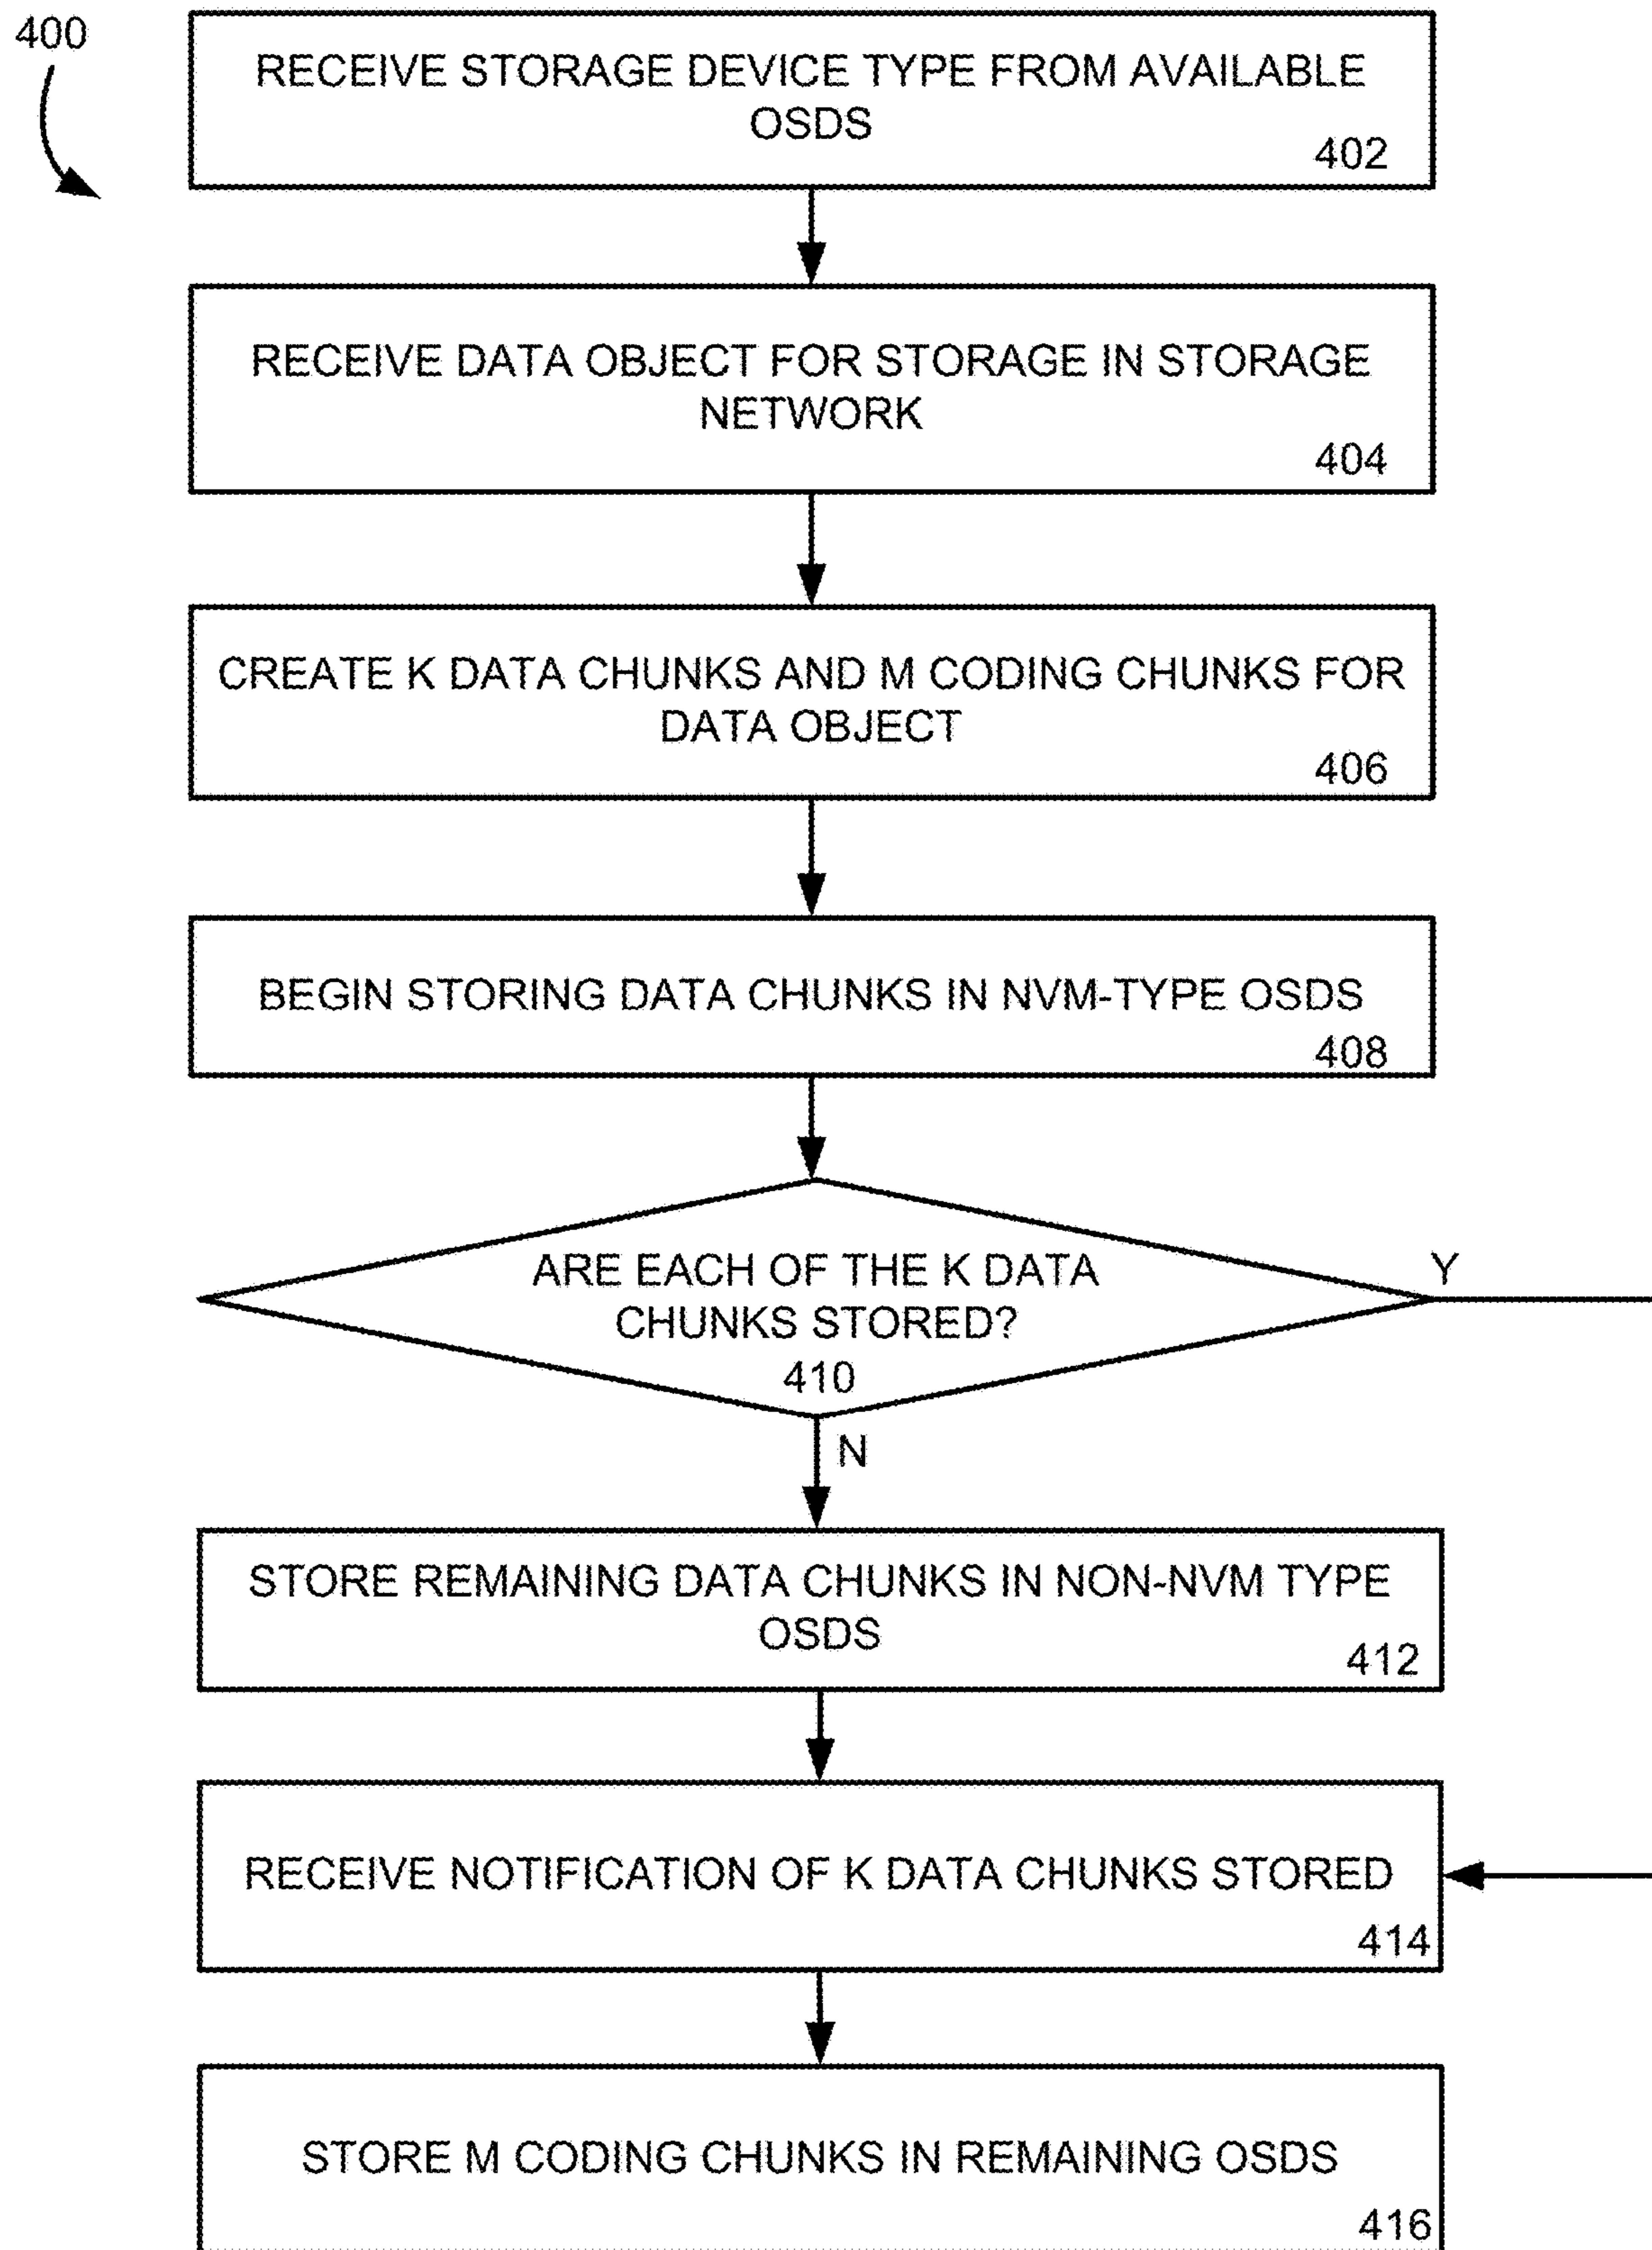 400
RECEIVE STORAGE DEVICE TYPE FROM AVAILABLE
OSDS
402
RECEIVE DATA OBJECT FOR STORAGE IN STORAGE
NETWORK
404
CREATE K DATA CHUNKS AND M CODING CHUNKS FOR
DATA OBJECT
406
BEGIN STORING DATA CHUNKS IN NVM-TYPE OSDS
408
ARE EACH OF THE K DATA
CHUNKS STORED?
410
Y
N
STORE REMAINING DATA CHUNKS IN NON-NVM TYPE
OSDS
412
RECEIVE NOTIFICATION OF K DATA CHUNKS STORED
414
STORE M CODING CHUNKS IN REMAINING OSDS
416